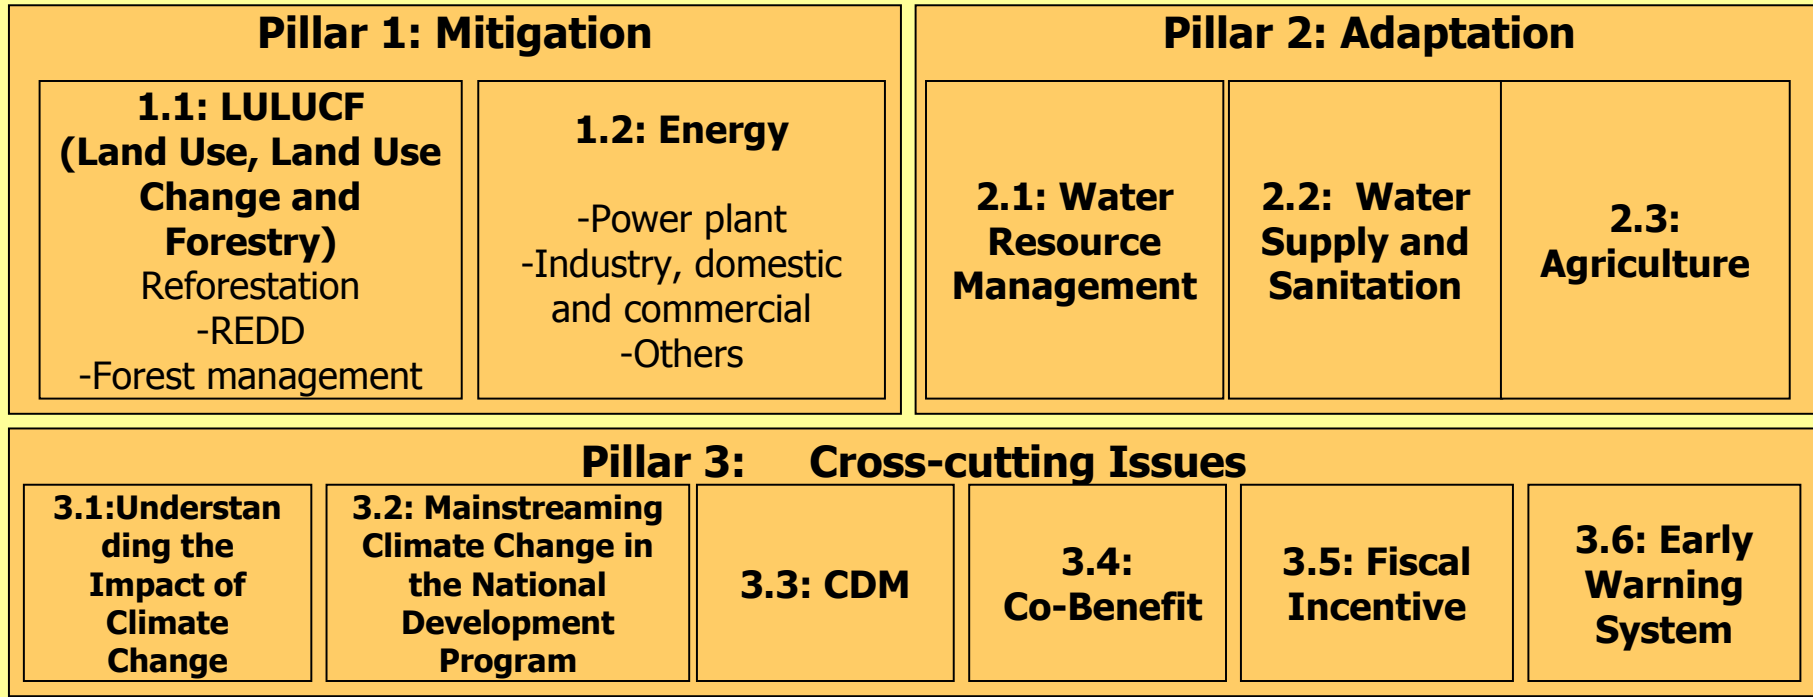 Pillar 1: Mitigation
1.1: LULUCF
(Land Use, Land Use
Change and
Forestry)
Reforestation
-REDD
-Forest management
1.2: Energy
-Power plant
-Industry, domestic
and commercial
-Others
Pillar 2: Adaptation
2.1: Water
Resource
Management
2.2: Water
Supply and
Sanitation
2.3:
Agriculture
Pillar 3: Cross-cutting Issues
3.1:Understan
ding the
Impact of
Climate
Change
3.2: Mainstreaming
Climate Change in
the National
Development
Program
3.3: CDM
3.4:
Co-Benefit
3.5: Fiscal
Incentive
3.6: Early
Warning
System